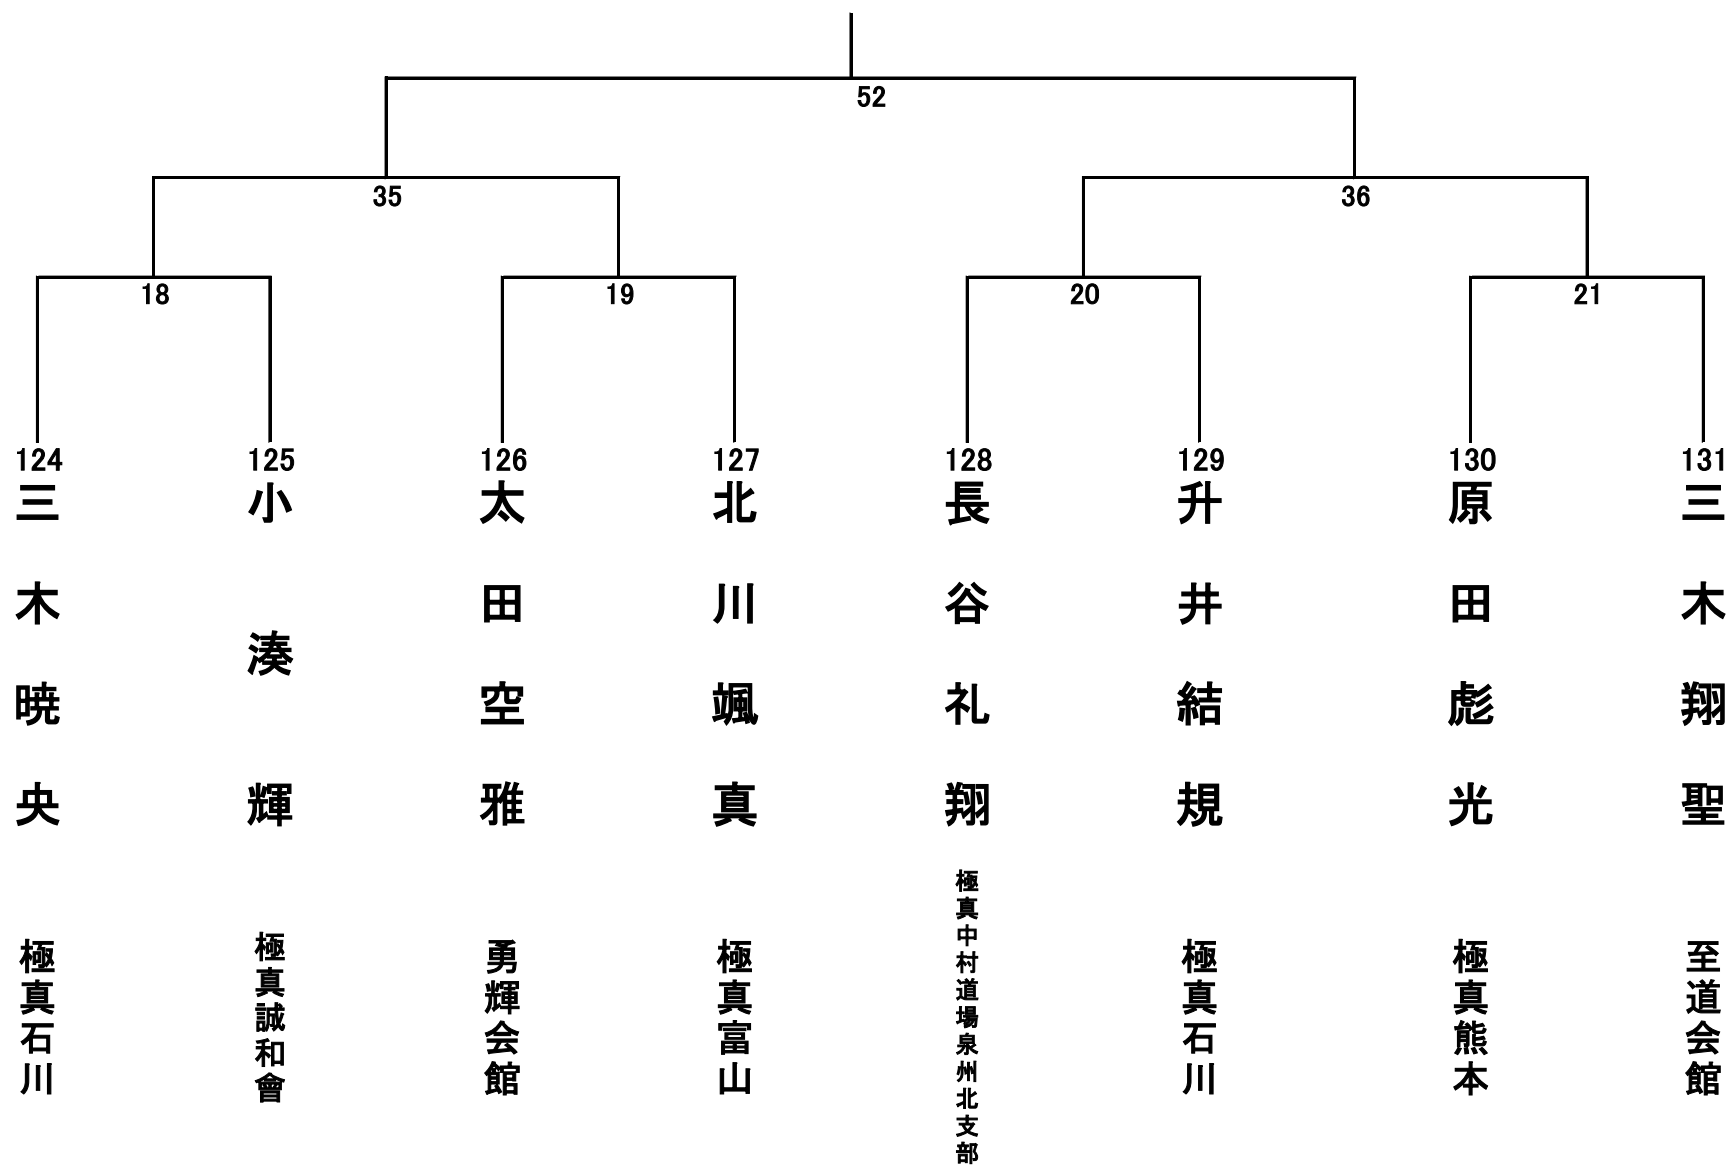 52
35
36
18
19
20
21
124
三木暁央
極真石川
125
小湊輝
極真誠和會
126
太田空雅
勇輝会館
127
北川颯真
極真富山
128
長谷礼翔
極真中村道場泉州北支部
129
升井結規
極真石川
130
原田彪光
極真熊本
131
三木翔聖
至道会館